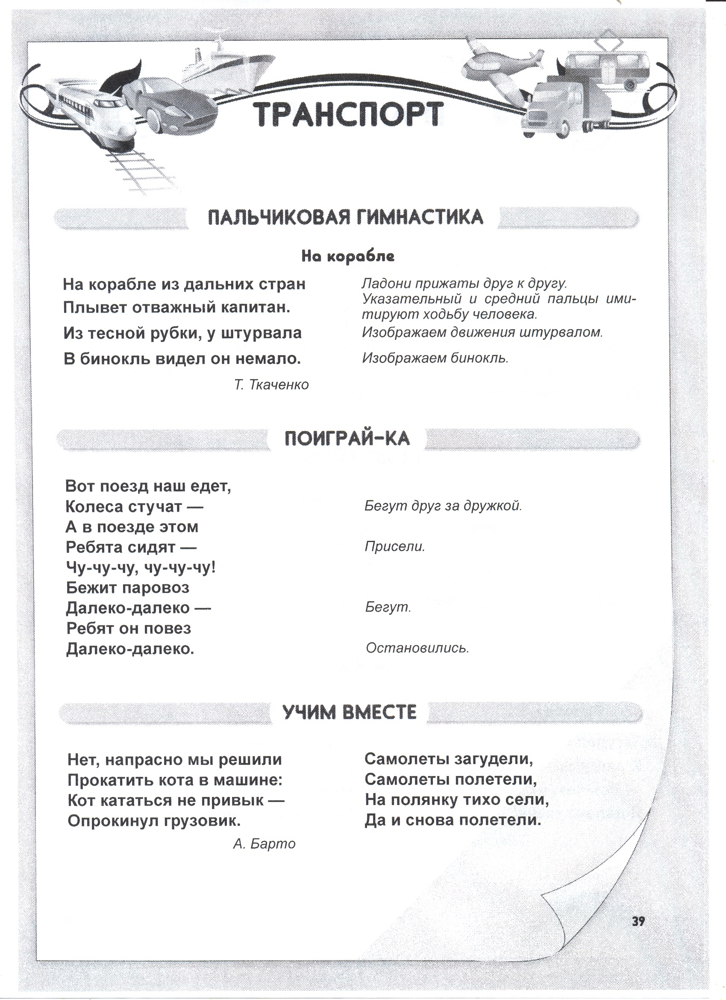 ТРАНСПОРТ
ПАЛЬЧИКОВАЯ ГИМНАСТИКА
На корабле
На корабле из дальних стран
Ладони прижаты друг к другу.
Плывет отважный капитан.
Указательный и средний пальцы ими-
тируют ходьбу человека.
Из тесной рубки, у штурвала
Изображаем движения штурвалом.
В бинокль видел он немало.
Изображаем бинокль.
Т. Ткаченко
ПОИГРАЙ-КА
Вот поезд наш едет,
Колеса стучат —
Бегут друг за дружкой.
А в поезде этом
Ребята сидят —
Присели.
Чу-чу-чу, чу-чу-чу!
Бежит паровоз
Далеко-далеко —
Бегут.
Ребят он повез
Далеко-далеко.
Остановились.
УЧИМ ВМЕСТЕ
Нет, напрасно мы решили
Прокатить кота в машине:
Кот кататься не привык —
Опрокинул грузовик.
А. Барто
Самолеты загудели,
Самолеты полетели,
На полянку тихо сели,
Да и снова полетели.
39